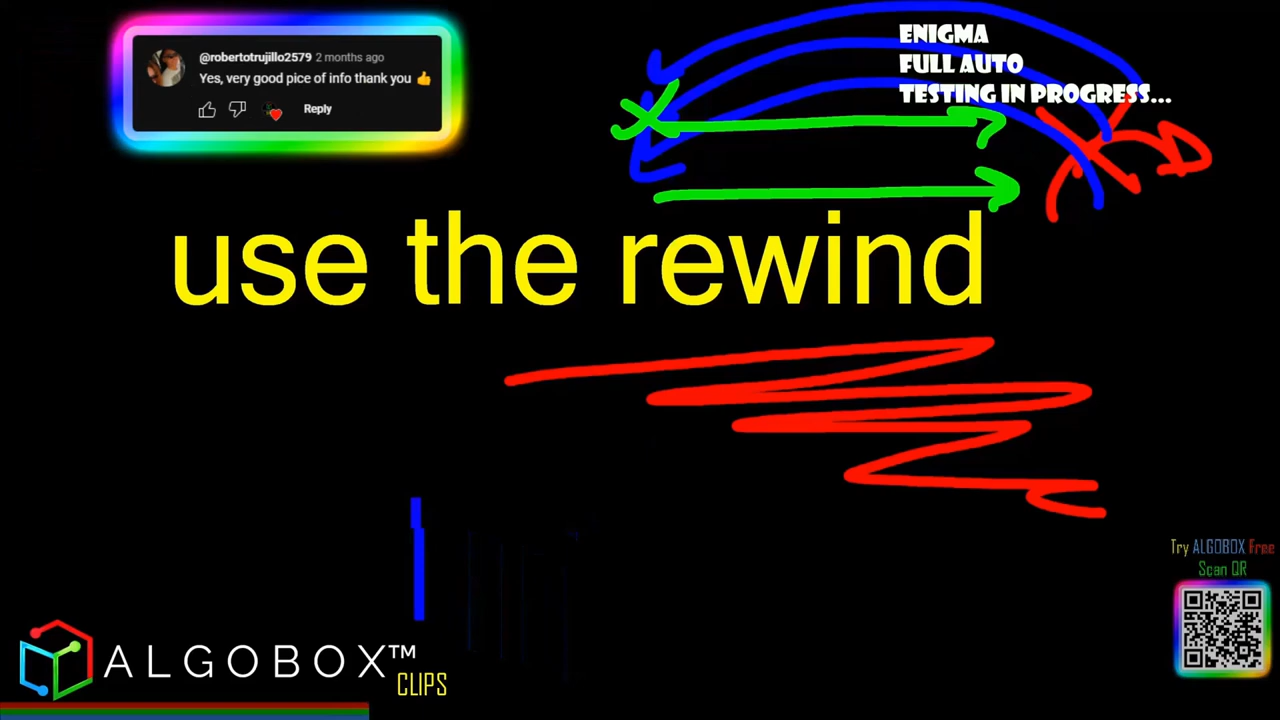 @robertotrujillo2579 2 months ago
Yes, very good pice of info thank you 👍
Reply
ENIGMA
FULL AUTO
TESTING IN PROGRESS...
use the rewind
Try ALGOBOX Free
Scan QR
ALGOBOX™
CLIPS